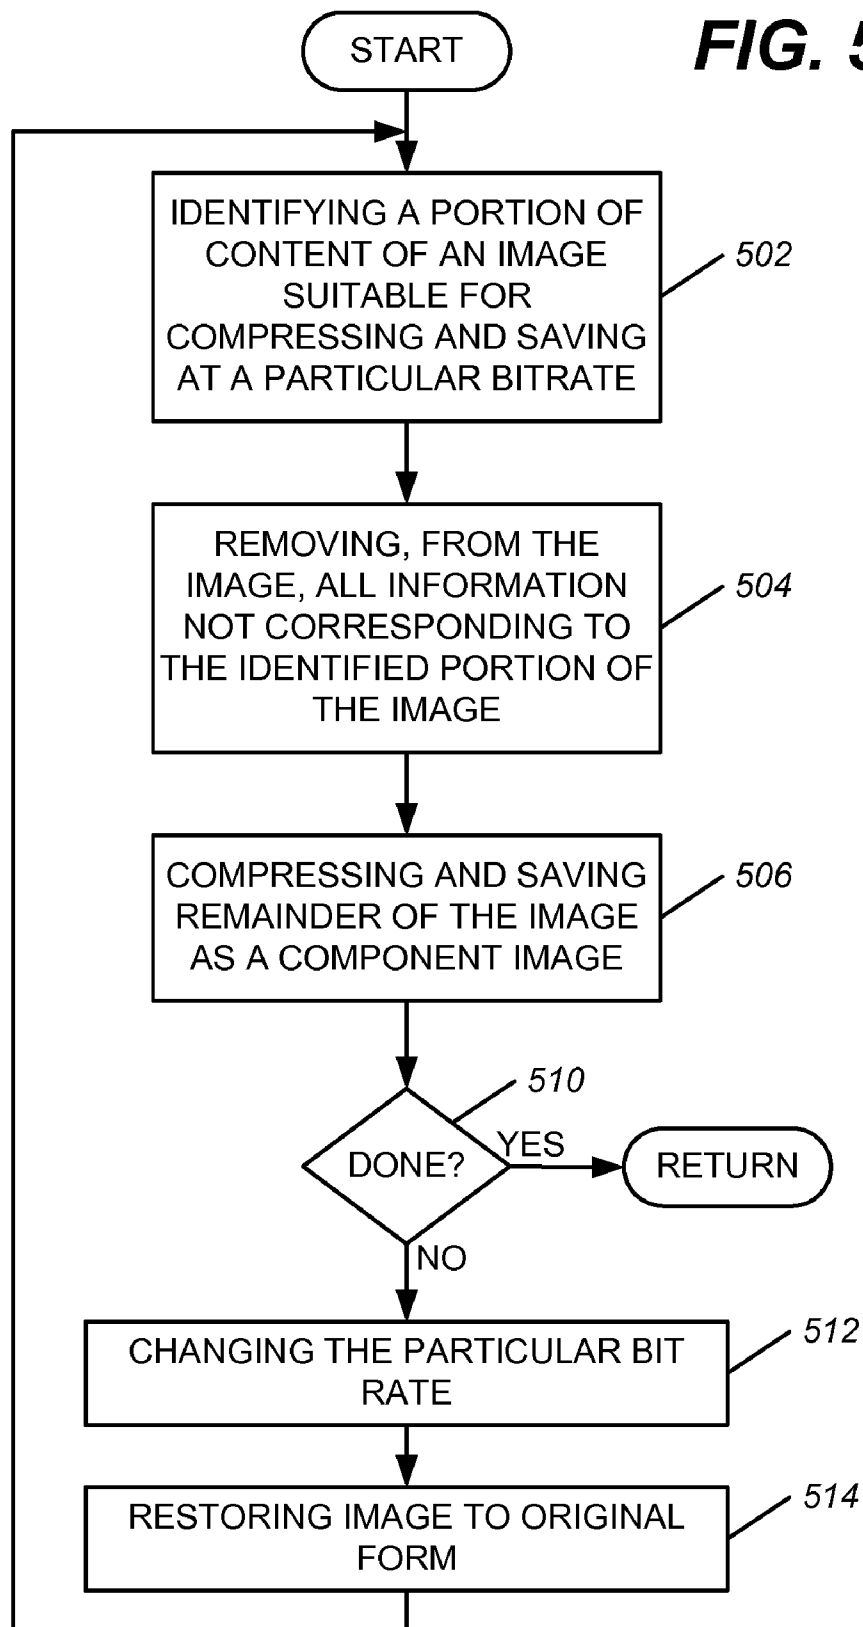 START
FIG. 5
IDENTIFYING A PORTION OF
CONTENT OF AN IMAGE
SUITABLE FOR
COMPRESSING AND SAVING
AT A PARTICULAR BITRATE
502
REMOVING, FROM THE
IMAGE, ALL INFORMATION
NOT CORRESPONDING TO
THE IDENTIFIED PORTION OF
THE IMAGE
504
COMPRESSING AND SAVING
REMAINDER OF THE IMAGE
AS A COMPONENT IMAGE
506
510
DONE?
YES
RETURN
NO
CHANGING THE PARTICULAR BIT
RATE
512
RESTORING IMAGE TO ORIGINAL
FORM
514